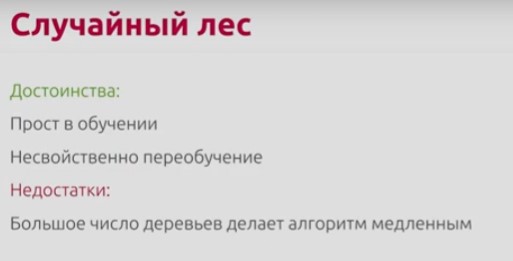 Случайный лес
Достоинства:
Прост в обучении
Несвойственно переобучение
Недостатки:
Большое число деревьев делает алгоритм медленным